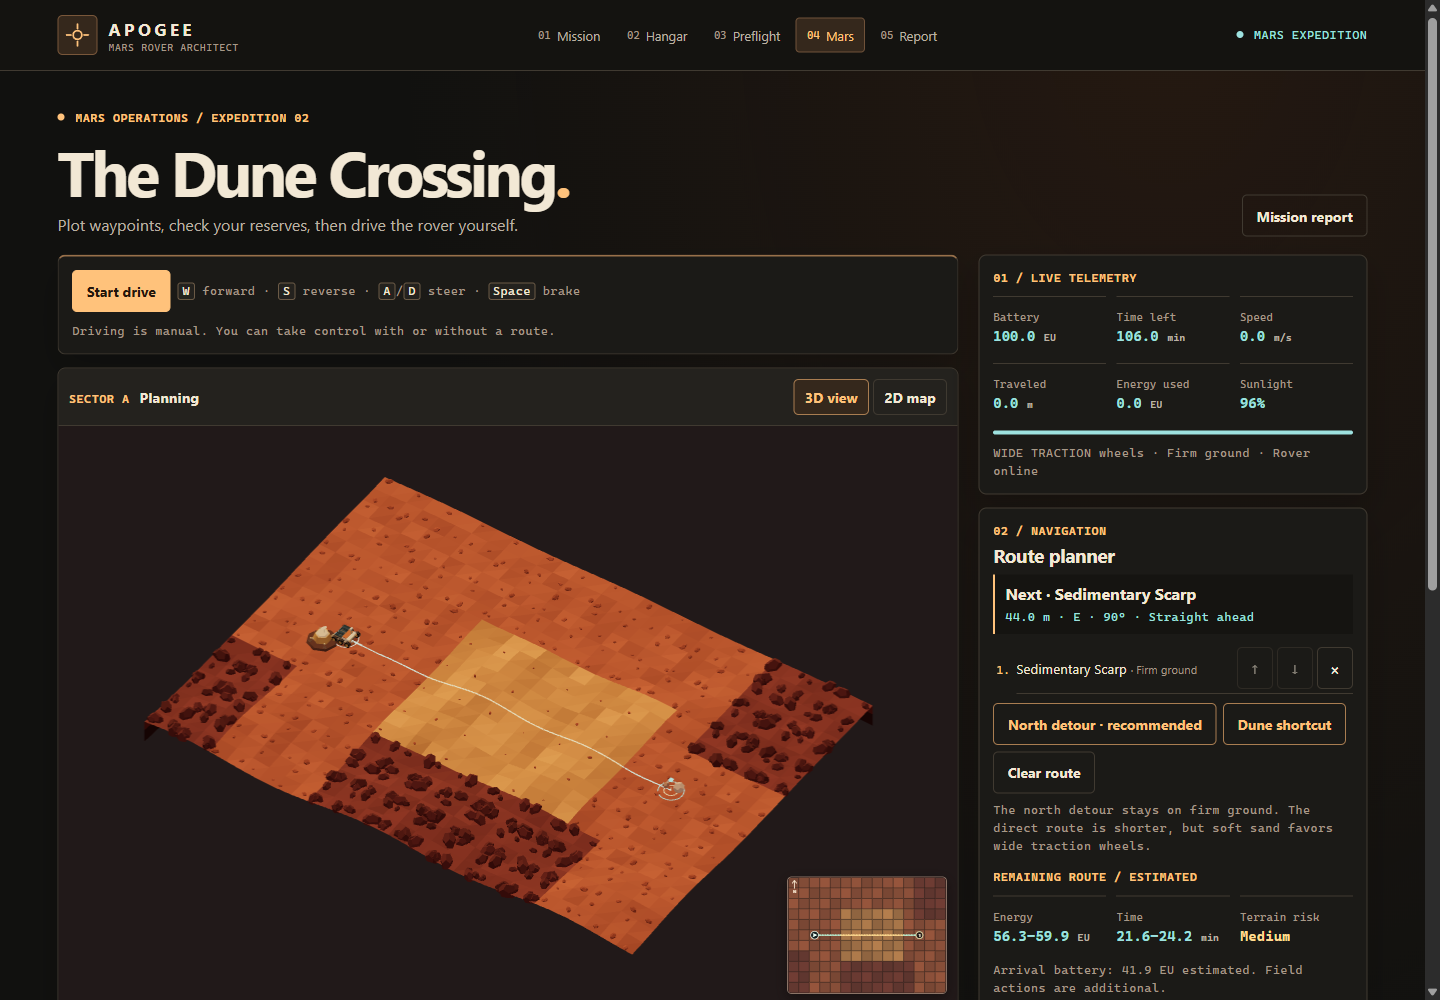 APOGEE
MARS ROVER ARCHITECT
01 Mission
02 Hangar
03 Preflight
04 Mars
05 Report
MARS EXPEDITION
MARS OPERATIONS / EXPEDITION 02
The Dune Crossing.
Plot waypoints, check your reserves, then drive the rover yourself.
Mission report
Start drive
W forward · S reverse · A/D steer · Space brake
Driving is manual. You can take control with or without a route.
SECTOR A Planning
3D view
2D map
01 / LIVE TELEMETRY
Battery
100.0 EU
Time left
106.0 min
Speed
0.0 m/s
Traveled
0.0 m
Energy used
0.0 EU
Sunlight
96%
WIDE TRACTION wheels · Firm ground · Rover
online
02 / NAVIGATION
Route planner
Next · Sedimentary Scarp
44.0 m · E · 90° · Straight ahead
1. Sedimentary Scarp · Firm ground
↑
↓
×
North detour · recommended
Dune shortcut
Clear route
The north detour stays on firm ground. The
direct route is shorter, but soft sand favors
wide traction wheels.
REMAINING ROUTE / ESTIMATED
Energy
56.3–59.9 EU
Time
21.6–24.2 min
Terrain risk
Medium
Arrival battery: 41.9 EU estimated. Field
actions are additional.